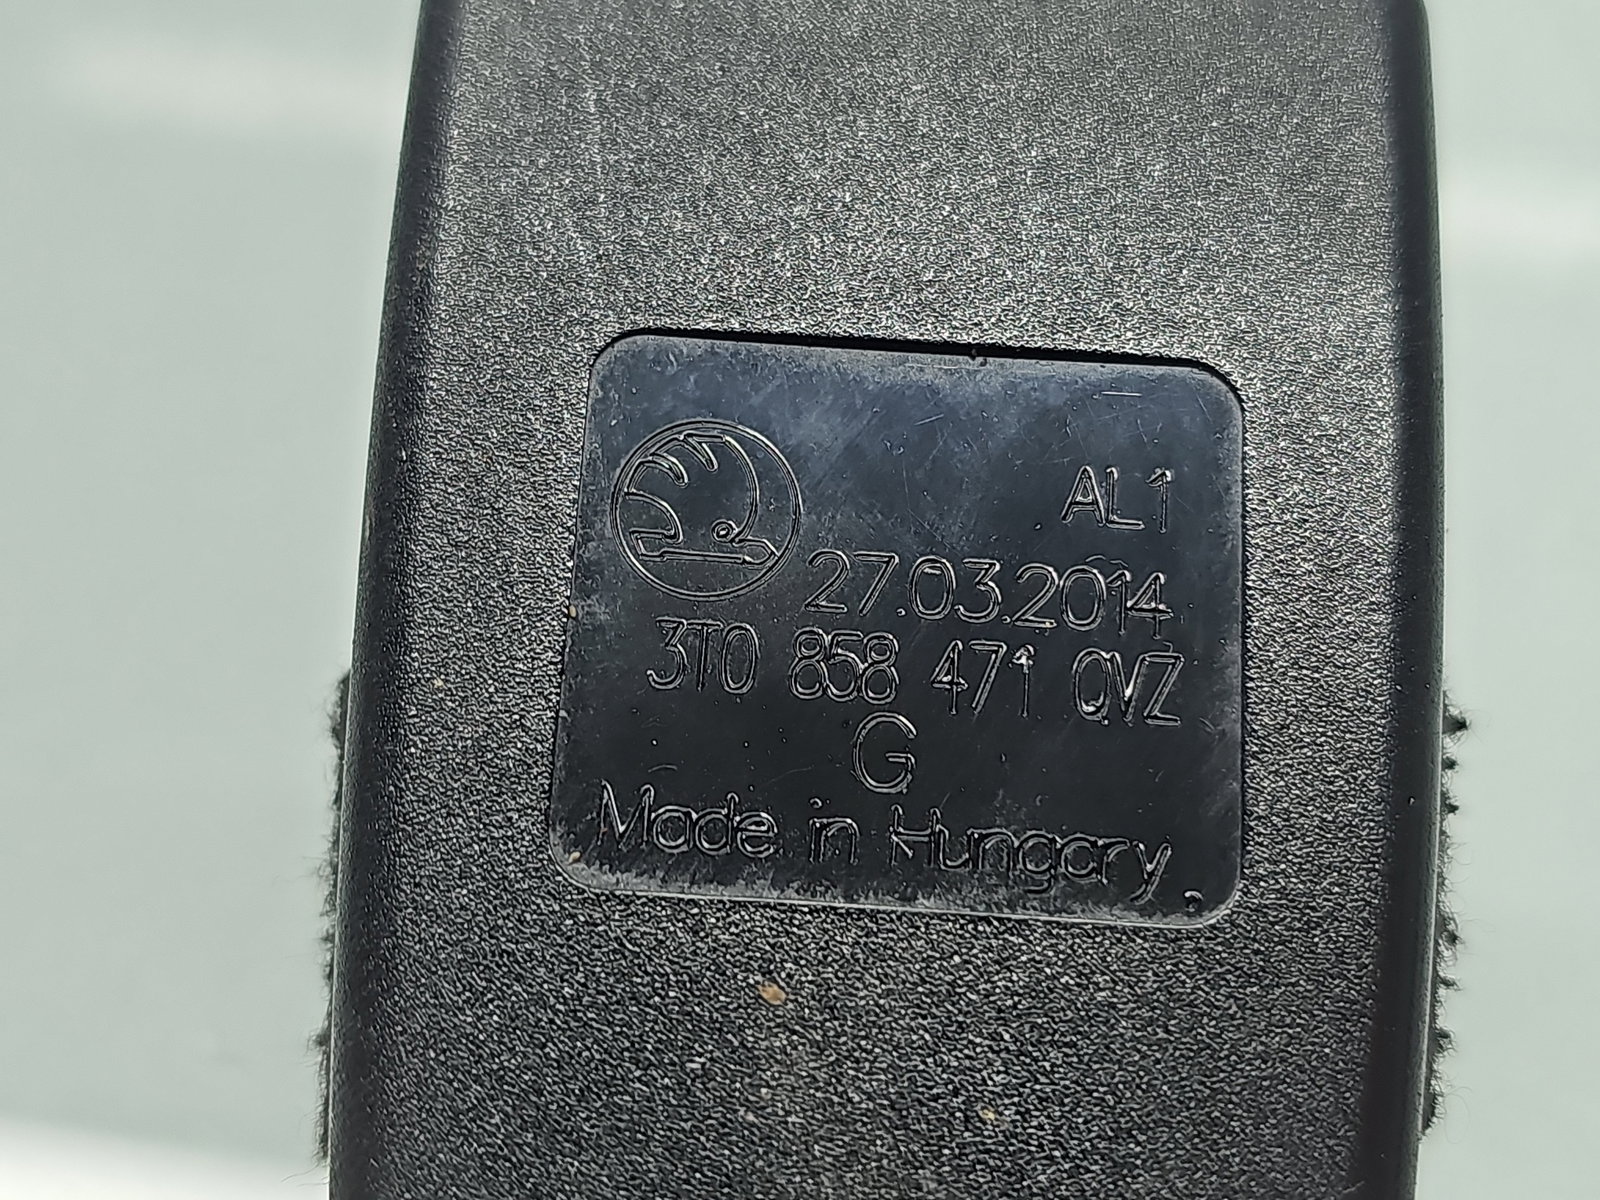 AL1
27.03.2014
3T0 858 471 QVZ
G
Made in Hungary